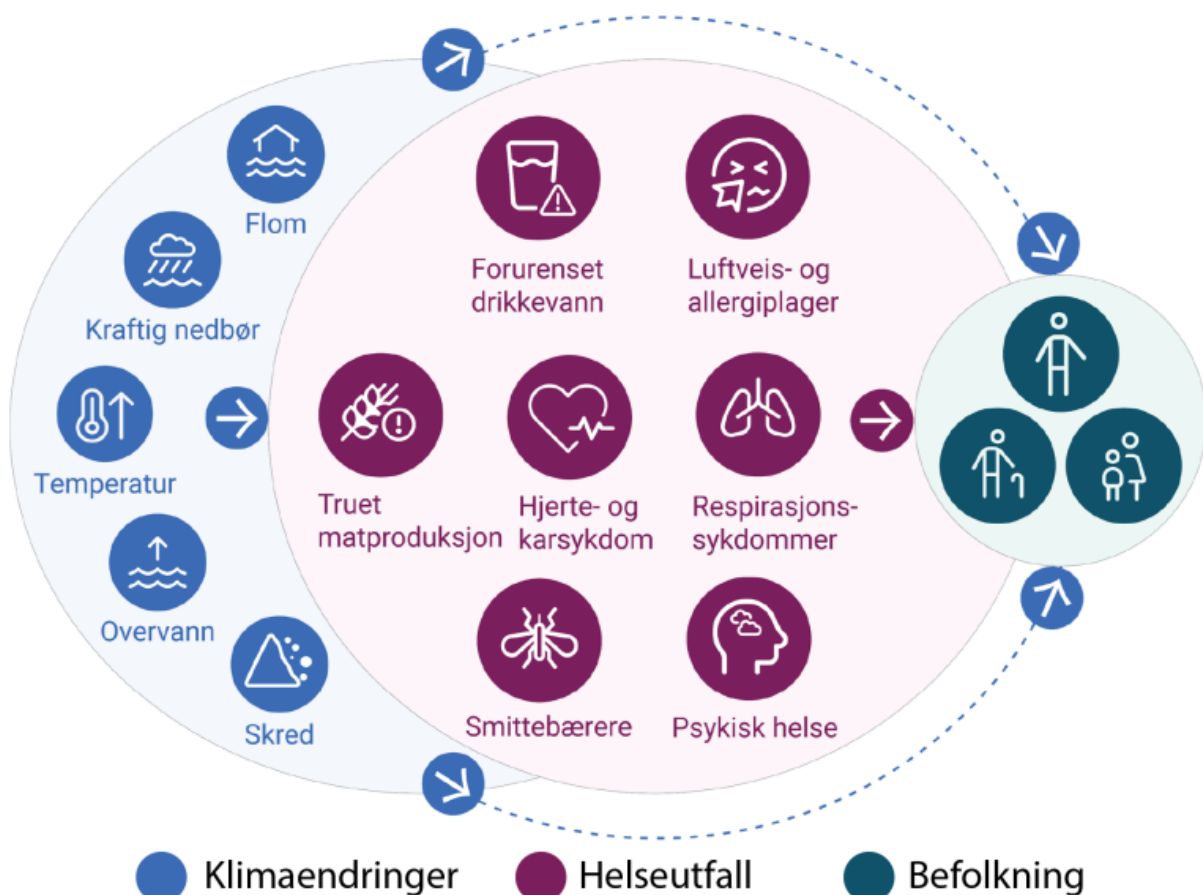 Flom
Kraftig nedbør
Temperatur
Overvann
Skred
Forurenset
drikkevann
Luftveis- og
allergiplager
Truet
matproduksjon
Hjerte- og
karsykdom
Respirasjons-
sykdommer
Smittebærere
Psykisk helse
Klimaendringer
Helseutfall
Befolkning